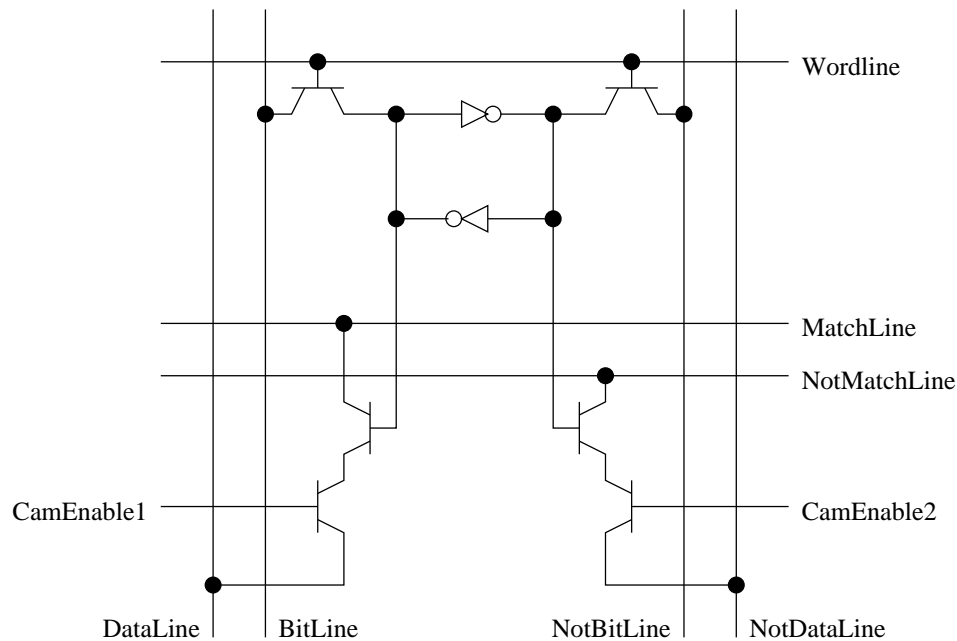 Wordline
MatchLine
NotMatchLine
CamEnable1
CamEnable2
DataLine
BitLine
NotBitLine
NotDataLine